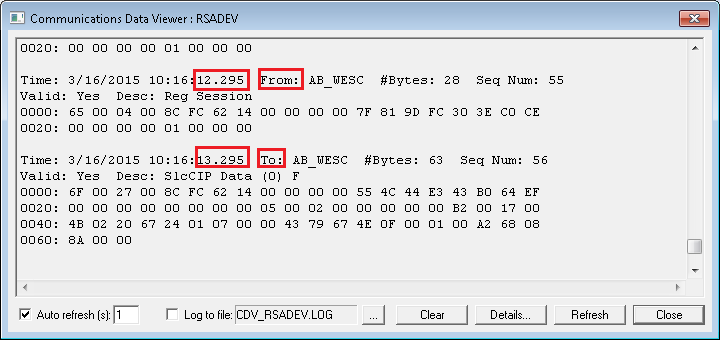 Communications Data Viewer : RSADEV
0020: 00 00 00 00 01 00 00 00
Time: 3/16/2015 10:16:12.295 From: AB_WESC #Bytes: 28 Seq Num: 55
Valid: Yes Desc: Reg Session
0000: 65 00 04 00 8C FC 62 14 00 00 00 00 7F 81 9D FC 30 3E C0 CE
0020: 00 00 00 00 01 00 00 00
Time: 3/16/2015 10:16:13.295 To: AB_WESC #Bytes: 63 Seq Num: 56
Valid: Yes Desc: SlcCIP Data (0) F
0000: 6F 00 27 00 8C FC 62 14 00 00 00 00 55 4C 44 E3 43 B0 64 EF
0020: 00 00 00 00 00 00 00 00 05 00 02 00 00 00 00 00 B2 00 17 00
0040: 4B 02 20 67 24 01 07 00 00 43 79 67 4E 0F 00 01 00 A2 68 08
0060: 8A 00 00
Auto refresh (s): 1 Log to file: CDV_RSADEV.LOG ... Clear Details... Refresh Close